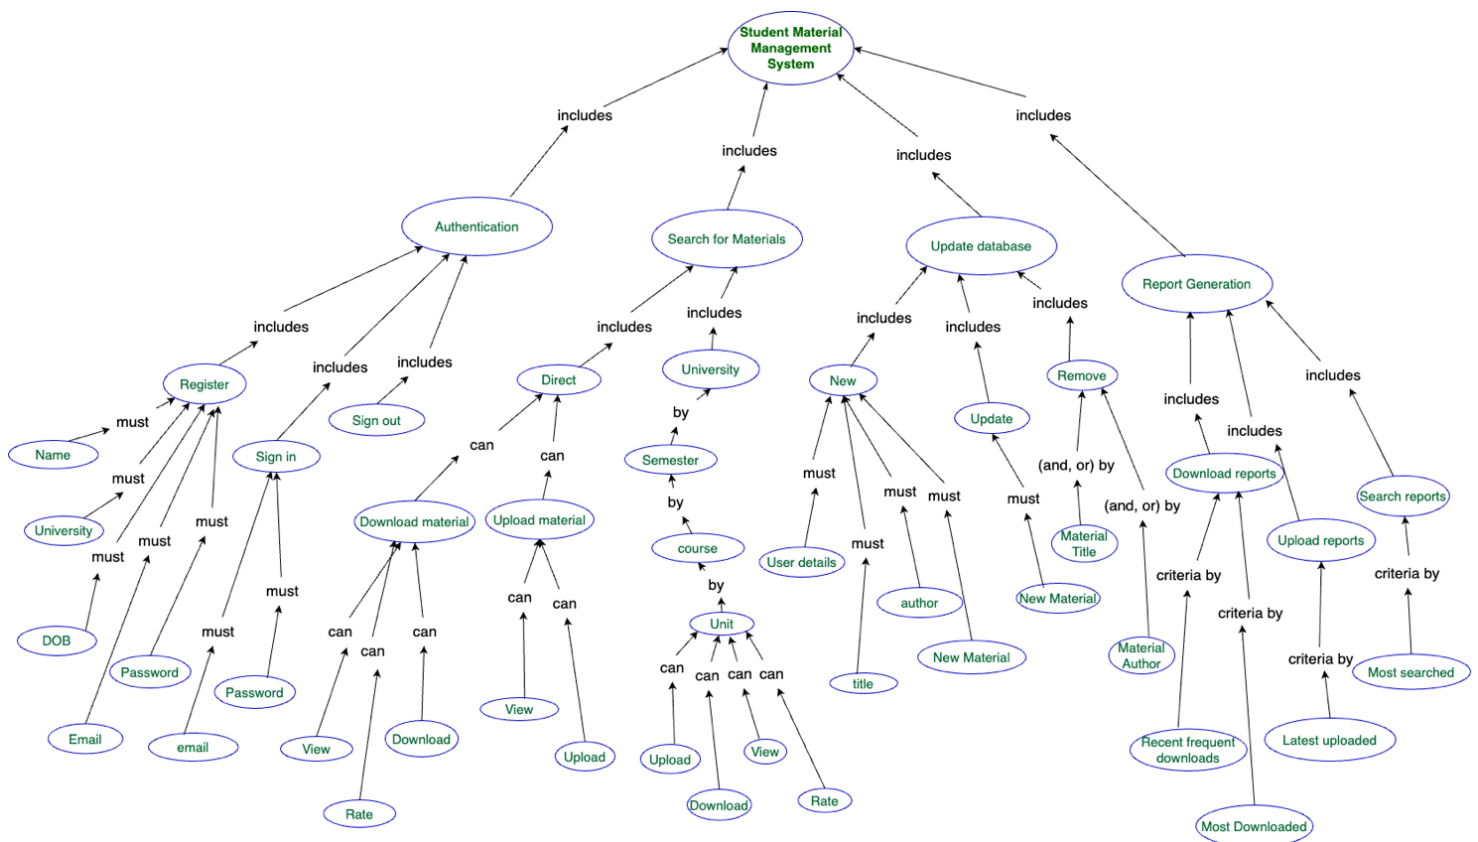 Student Material
Management
System
includes
includes
includes
includes
Authentication
Search for Materials
Update database
Report Generation
includes
includes
includes
includes
includes
includes
includes
includes
includes
includes
includes
Register
Sign in
Sign out
Direct
University
New
Update
Remove
Download reports
Upload reports
Search reports
must
must
must
must
must
Name
University
DOB
Email
Password
must
must
email
Password
can
can
Download material
Upload material
can
can
can
View
Rate
Download
can
can
View
Upload
by
Semester
by
course
by
Unit
can
can
can
can
Upload
Download
View
Rate
must
must
must
must
User details
title
author
New Material
must
New Material
(and, or) by
(and, or) by
Material
Title
Material
Author
criteria by
criteria by
Recent frequent
downloads
Most Downloaded
criteria by
Latest uploaded
criteria by
Most searched